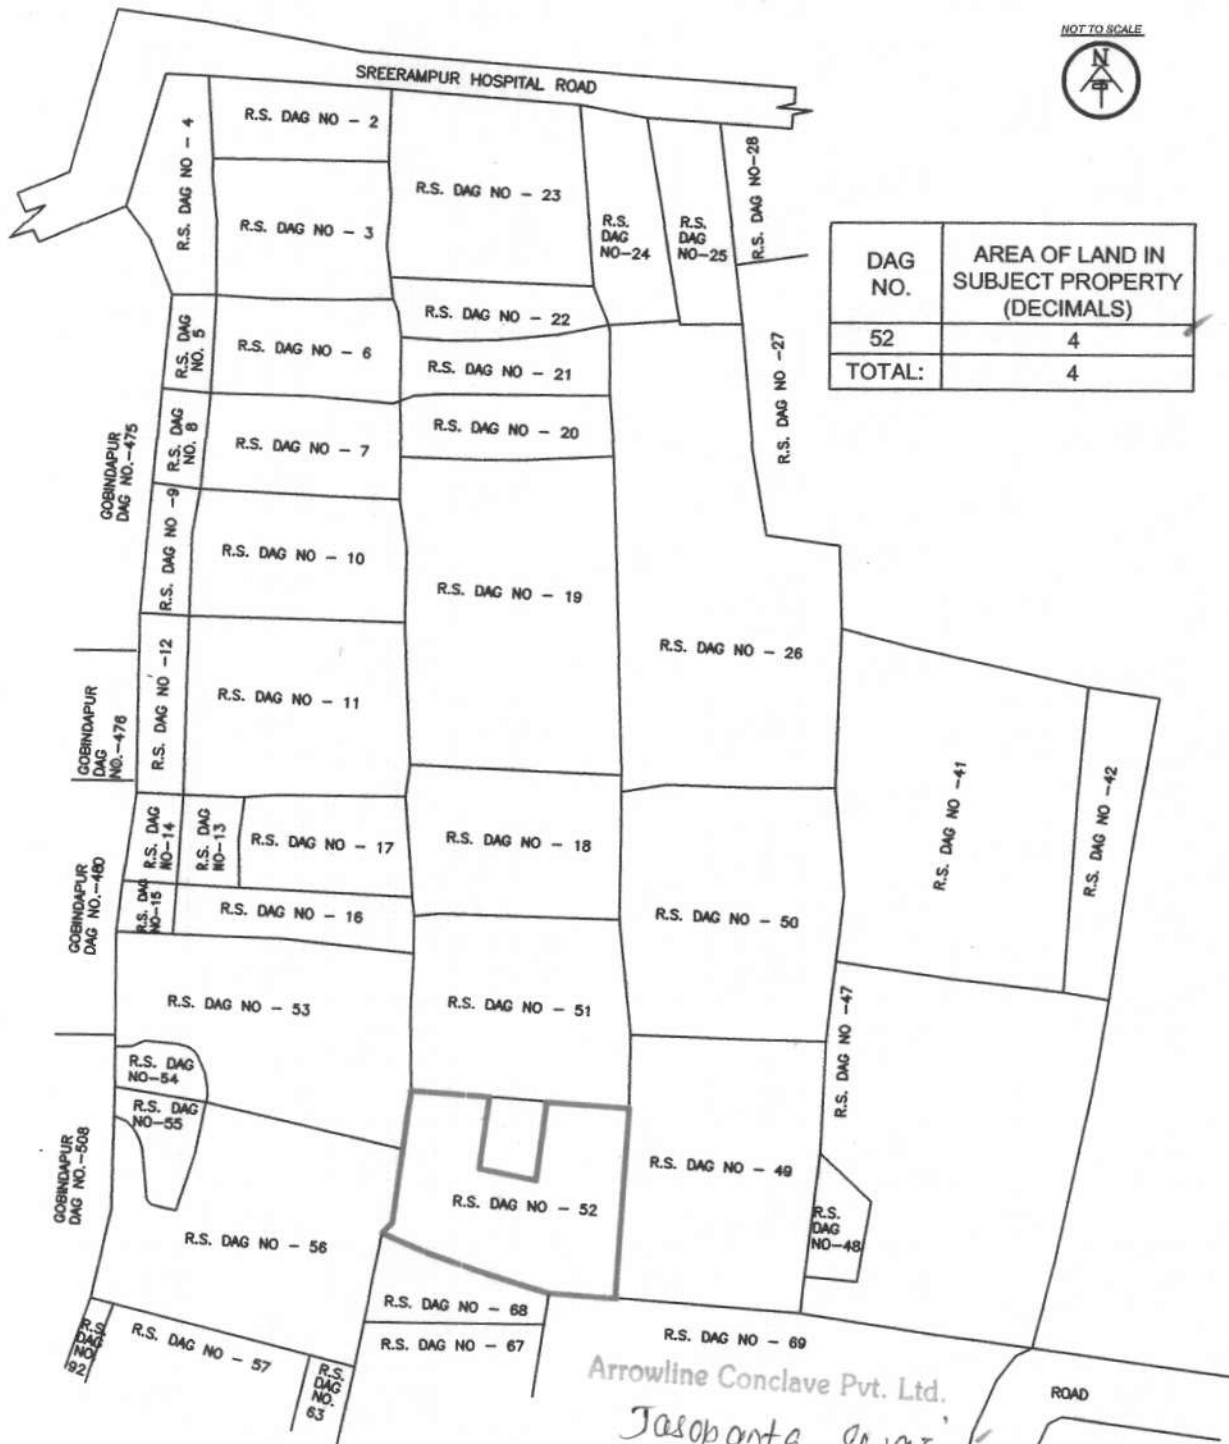 NOT TO SCALE
N
SREERAMPUR HOSPITAL ROAD
R.S. DAG NO - 4
R.S. DAG NO - 2
R.S. DAG NO - 3
R.S. DAG NO - 23
R.S.
DAG
NO-24
R.S.
DAG
NO-25
R.S. DAG NO-28
DAG
NO.
AREA OF LAND IN
SUBJECT PROPERTY
(DECIMALS)
52
4
TOTAL:
4
R.S. DAG
NO. 5
R.S. DAG NO - 6
R.S. DAG NO - 22
R.S. DAG NO - 21
R.S. DAG NO -27
GOBINDAPUR
DAG NO.-475
R.S. DAG
NO. 8
R.S. DAG NO - 7
R.S. DAG NO - 20
R.S. DAG NO -9
R.S. DAG NO - 10
R.S. DAG NO - 19
R.S. DAG NO - 26
GOBINDAPUR
DAG
NO.-476
R.S. DAG NO -12
R.S. DAG NO - 11
R.S. DAG NO -41
R.S. DAG NO -42
R.S. DAG
NO-14
R.S. DAG
NO-13
R.S. DAG NO - 17
R.S. DAG NO - 18
GOBINDAPUR
DAG NO.-480
R.S. DAG
NO-15
R.S. DAG NO - 16
R.S. DAG NO - 50
R.S. DAG NO - 53
R.S. DAG NO - 51
R.S. DAG NO -47
R.S. DAG
NO-54
R.S. DAG
NO-55
GOBINDAPUR
DAG NO.-508
R.S. DAG NO - 49
R.S. DAG NO - 52
R.S.
DAG
NO-48
R.S. DAG NO - 56
R.S. DAG NO - 68
R.S. DAG NO - 67
R.S. DAG NO - 69
R.S.
DAG
NO
92
R.S. DAG NO - 57
R.S.
DAG
NO.
63
Arrowline Conclave Pvt. Ltd.
ROAD